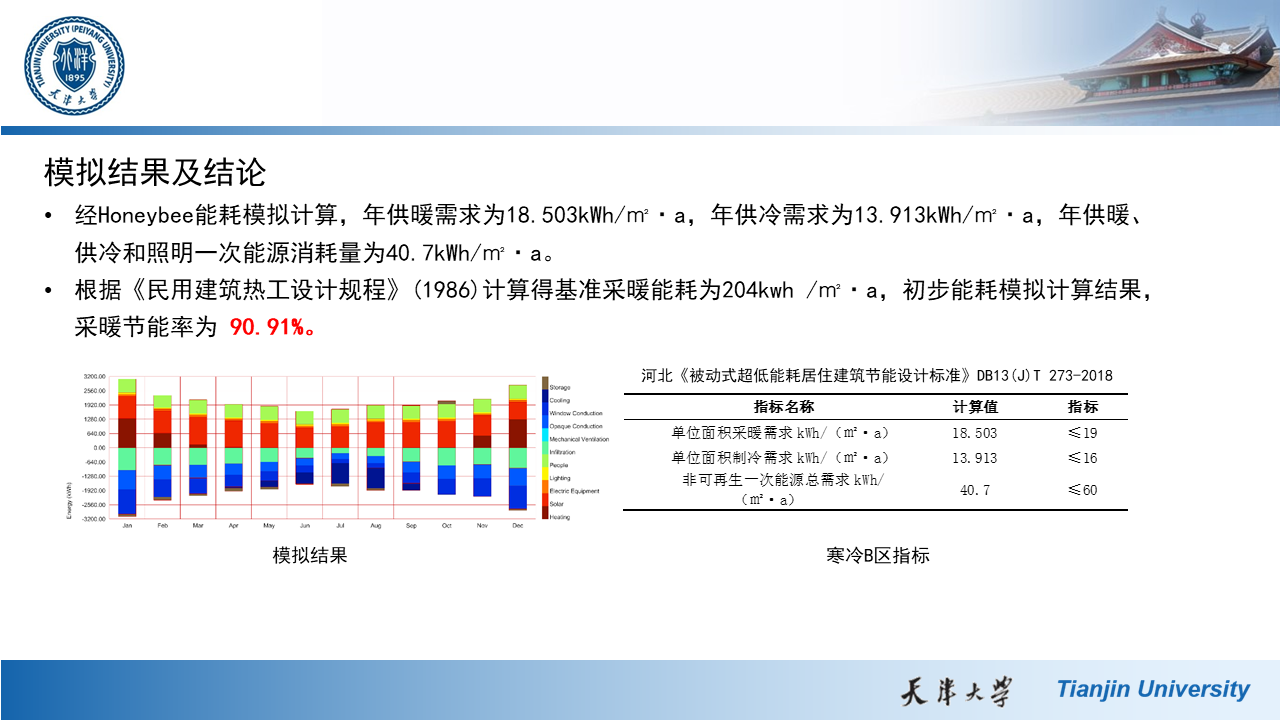 TIANJIN UNIVERSITY (PEIYANG UNIVERSITY)
北洋
1895
天津大学
模拟结果及结论
• 经Honeybee能耗模拟计算，年供暖需求为18.503kWh/㎡·a，年供冷需求为13.913kWh/㎡·a，年供暖、
供冷和照明一次能源消耗量为40.7kWh/㎡·a。
• 根据《民用建筑热工设计规程》(1986)计算得基准采暖能耗为204kwh /㎡·a，初步能耗模拟计算结果，
采暖节能率为 90.91%。
3200.00
2560.00
1920.00
1280.00
640.00
0.00
-640.00
-1280.00
-1920.00
-2560.00
-3200.00
Energy (kWh)
Jan Feb Mar Apr May Jun Jul Aug Sep Oct Nov Dec
Storage
Cooling
Window Conduction
Opaque Conduction
Mechanical Ventilation
Infiltration
People
Lighting
Electric Equipment
Solar
Heating
模拟结果
河北《被动式超低能耗居住建筑节能设计标准》DB13(J)T 273-2018
指标名称 计算值 指标
单位面积采暖需求 kWh/（㎡·a） 18.503 ≤19
单位面积制冷需求 kWh/（㎡·a） 13.913 ≤16
非可再生一次能源总需求 kWh/
（㎡·a） 40.7 ≤60
寒冷B区指标
天津大学
Tianjin University